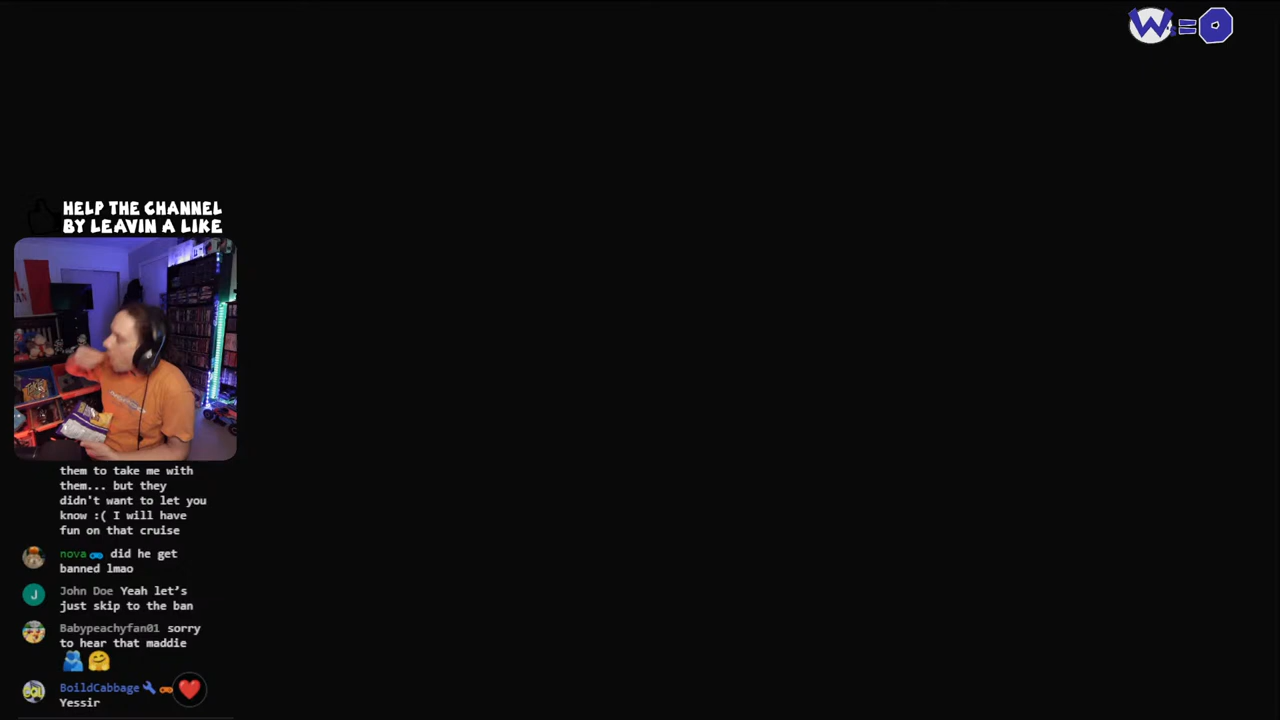 W=0
HELP THE CHANNEL
BY LEAVIN A LIKE
them to take me with
them... but they
didn't want to let you
know :( I will have
fun on that cruise
nova did he get
banned lmao
John Doe Yeah let's
just skip to the ban
J
Babypeachyfan01 sorry
to hear that maddie
BoildCabbage
Yessir